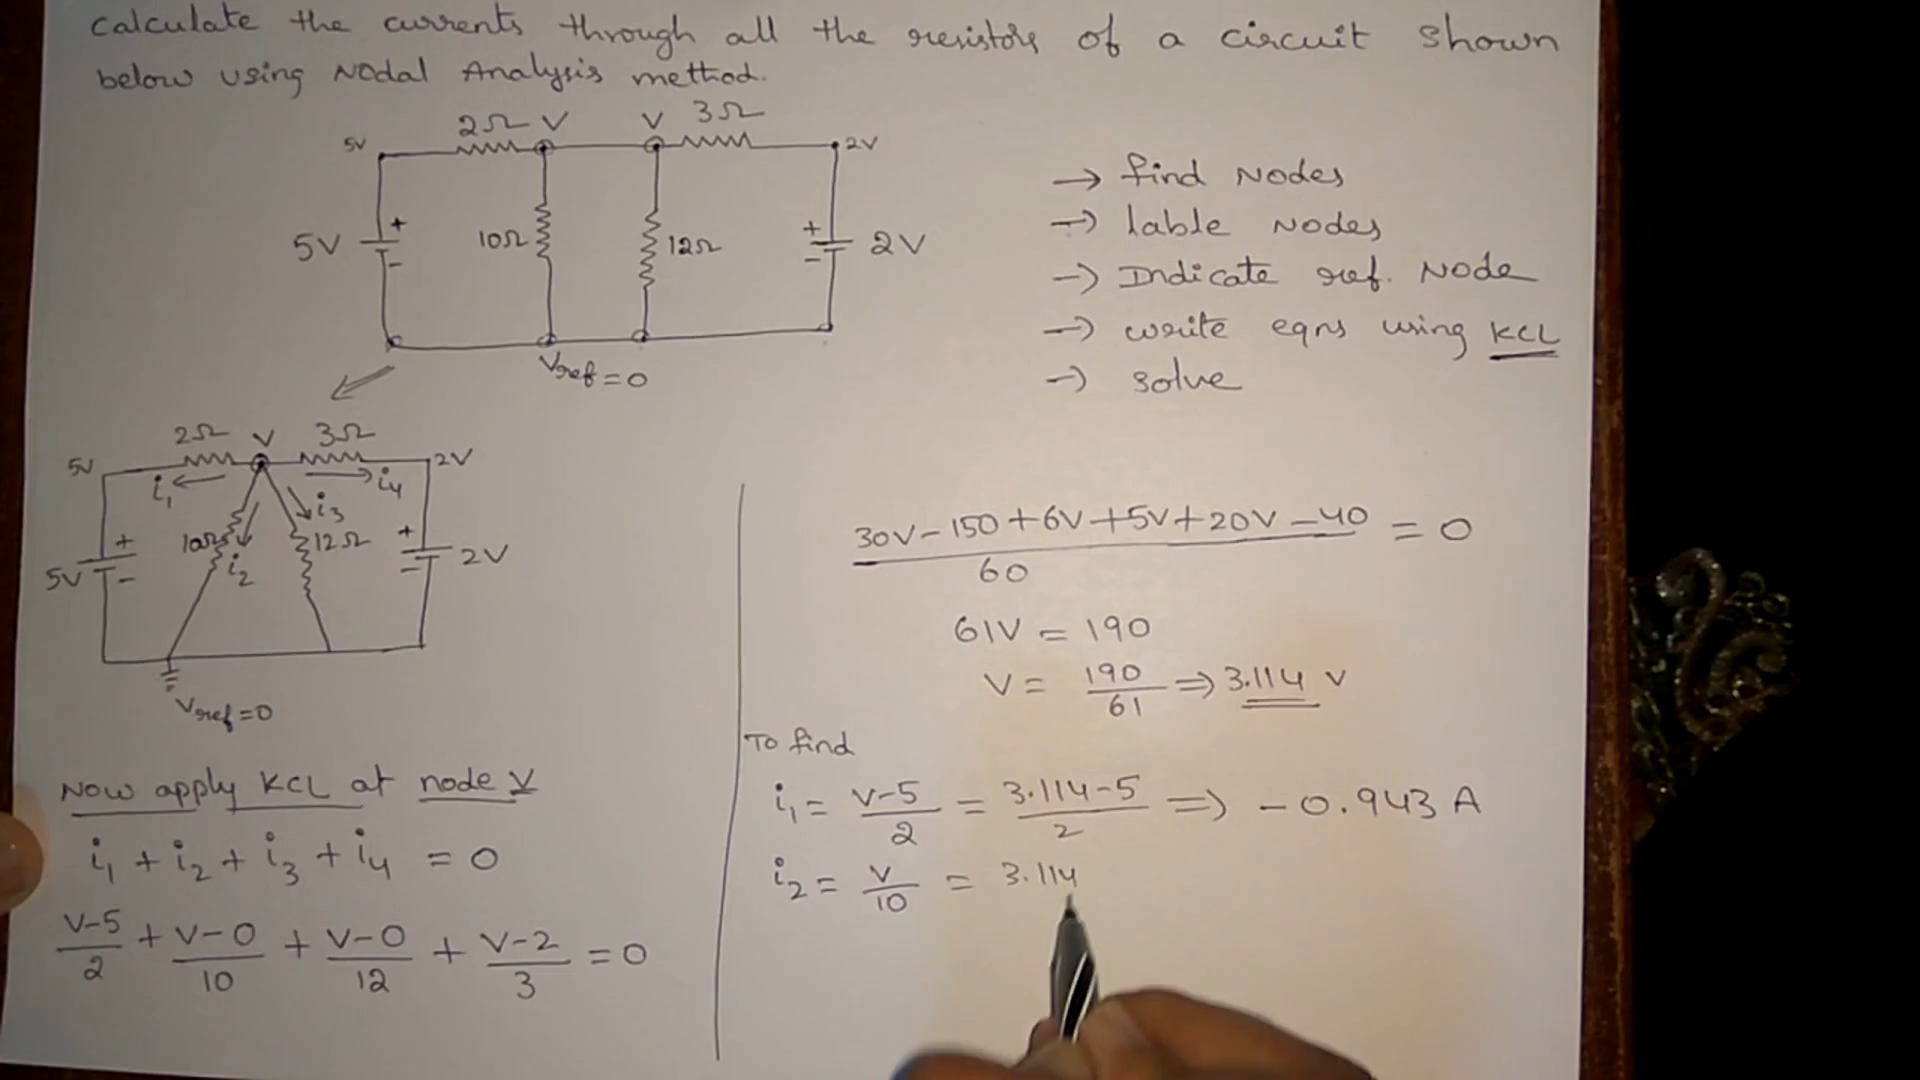 calculate the currents through all the resistors of a circuit shown
below using Nodal Analysis method.
5V 2Ω V V 3Ω 2V
5V + - 10Ω 12Ω + - 2V
Vref = 0
→ find Nodes
→ lable Nodes
→ Indicate ref. Node
→ write eqns using KCL
→ solve
5V 2Ω V 3Ω 2V
i₁ i₃ i₄
5V + - 10Ω i₂ 12Ω + - 2V
Vref = 0
Now apply KCL at node V
i₁ + i₂ + i₃ + i₄ = 0
V-5/2 + V-0/10 + V-0/12 + V-2/3 = 0
30V - 150 + 6V + 5V + 20V - 40/60 = 0
61V = 190
V = 190/61 ⇒ 3.114 V
To find
i₁ = V-5/2 = 3.114-5/2 ⇒ -0.943 A
i₂ = V/10 = 3.114